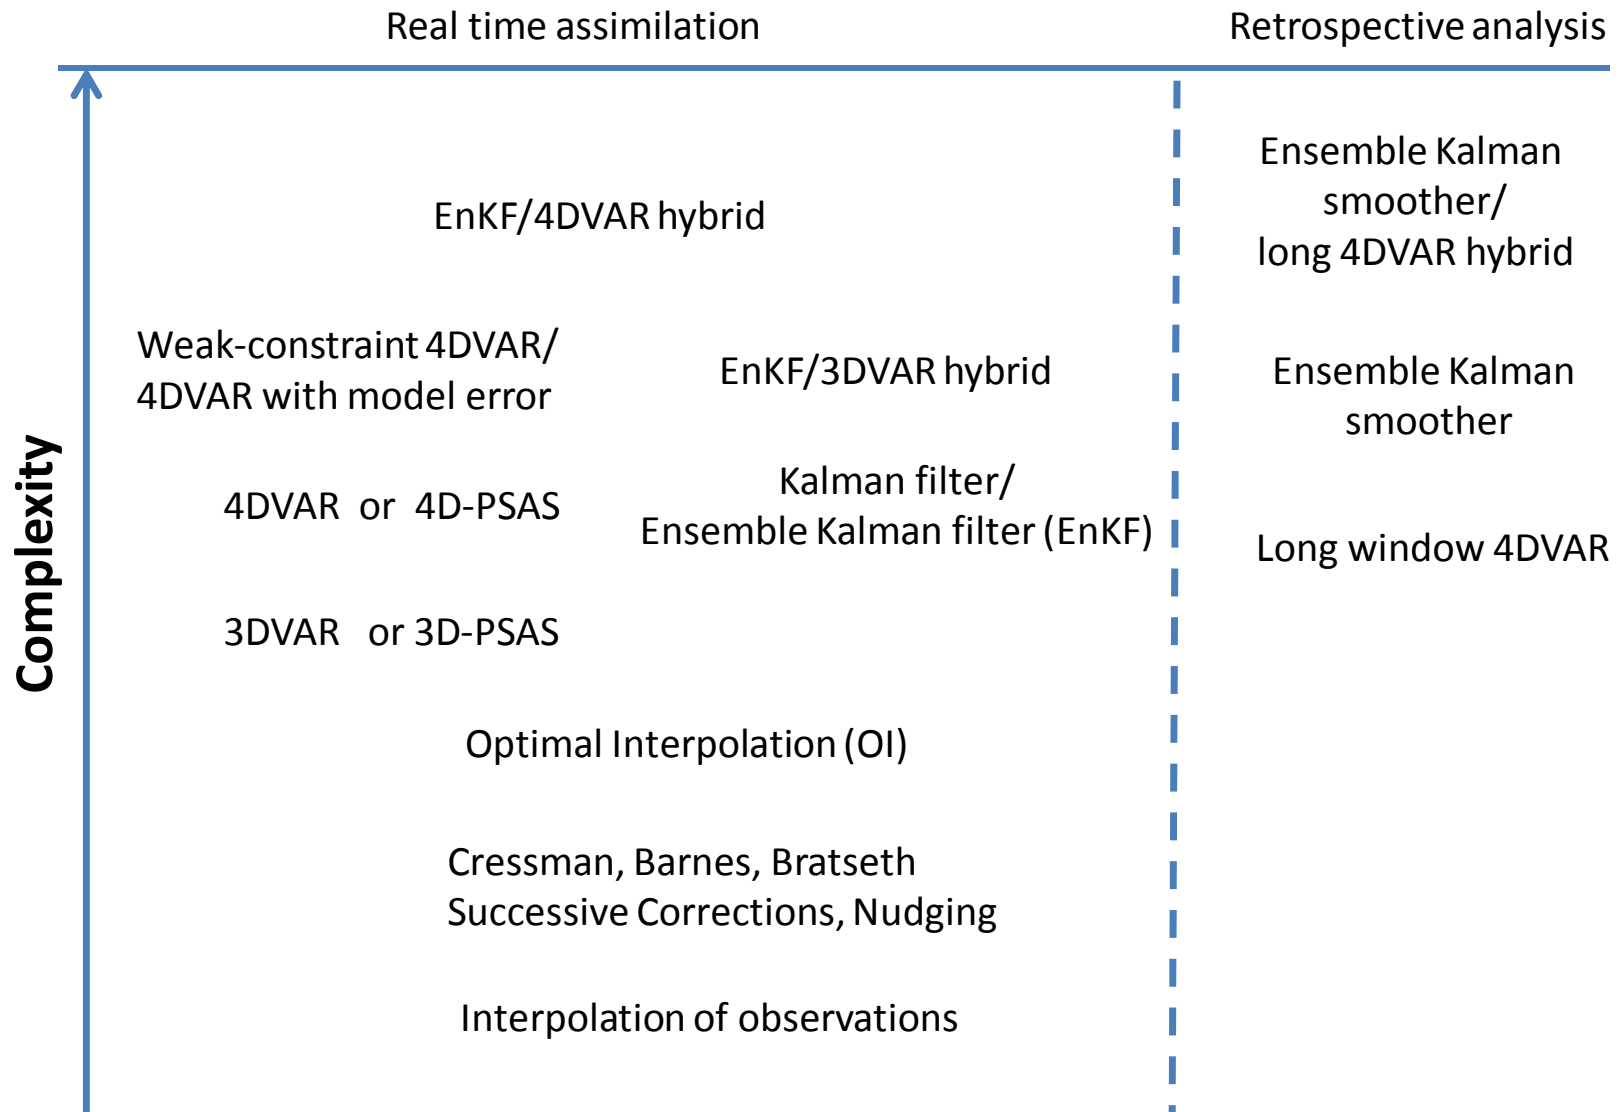 Real time assimilation
Retrospective analysis
Complexity
EnKF/4DVAR hybrid
Ensemble Kalman
smoother/
long 4DVAR hybrid
Weak-constraint 4DVAR/
4DVAR with model error
EnKF/3DVAR hybrid
Ensemble Kalman
smoother
4DVAR or 4D-PSAS
Kalman filter/
Ensemble Kalman filter (EnKF)
Long window 4DVAR
3DVAR or 3D-PSAS
Optimal Interpolation (OI)
Cressman, Barnes, Bratseth
Successive Corrections, Nudging
Interpolation of observations